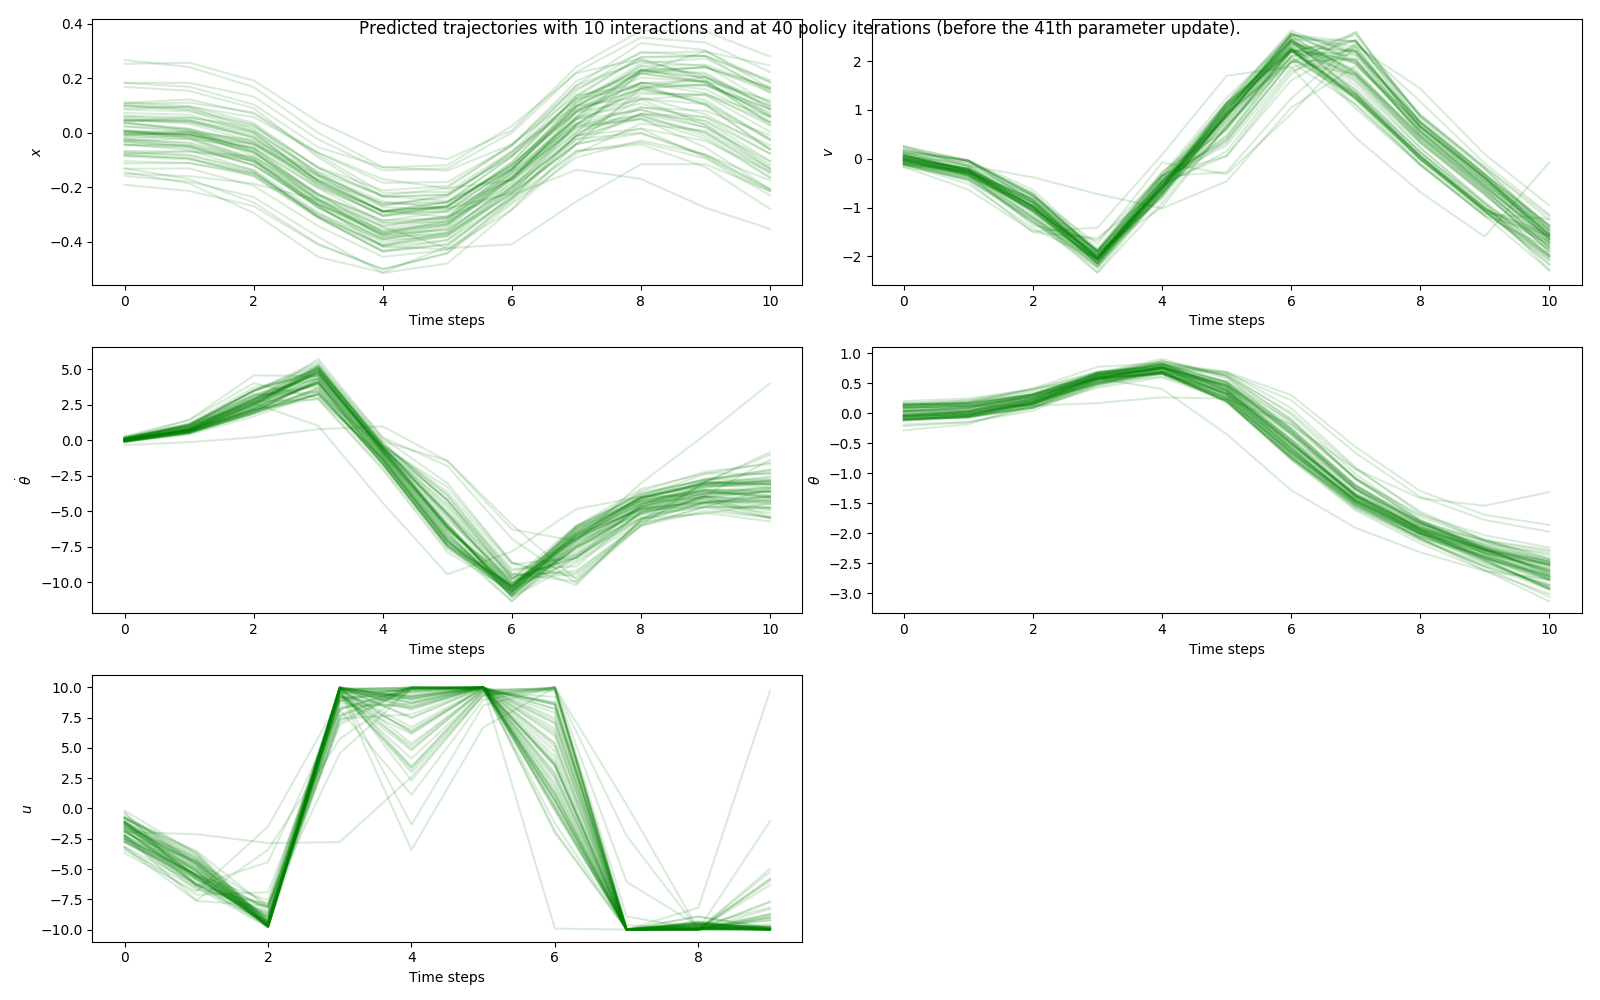 Predicted trajectories with 10 interactions and at 40 policy iterations (before the 41th parameter update).
0.4
0.2
0.0
−0.2
−0.4
x
0 2 4 6 8 10
Time steps
2
1
0
−1
−2
v
0 2 4 6 8 10
Time steps
5.0
2.5
0.0
−2.5
−5.0
−7.5
−10.0
θ̇
0 2 4 6 8 10
Time steps
1.0
0.5
0.0
−0.5
−1.0
−1.5
−2.0
−2.5
−3.0
θ
0 2 4 6 8 10
Time steps
10.0
7.5
5.0
2.5
0.0
−2.5
−5.0
−7.5
−10.0
u
0 2 4 6 8
Time steps